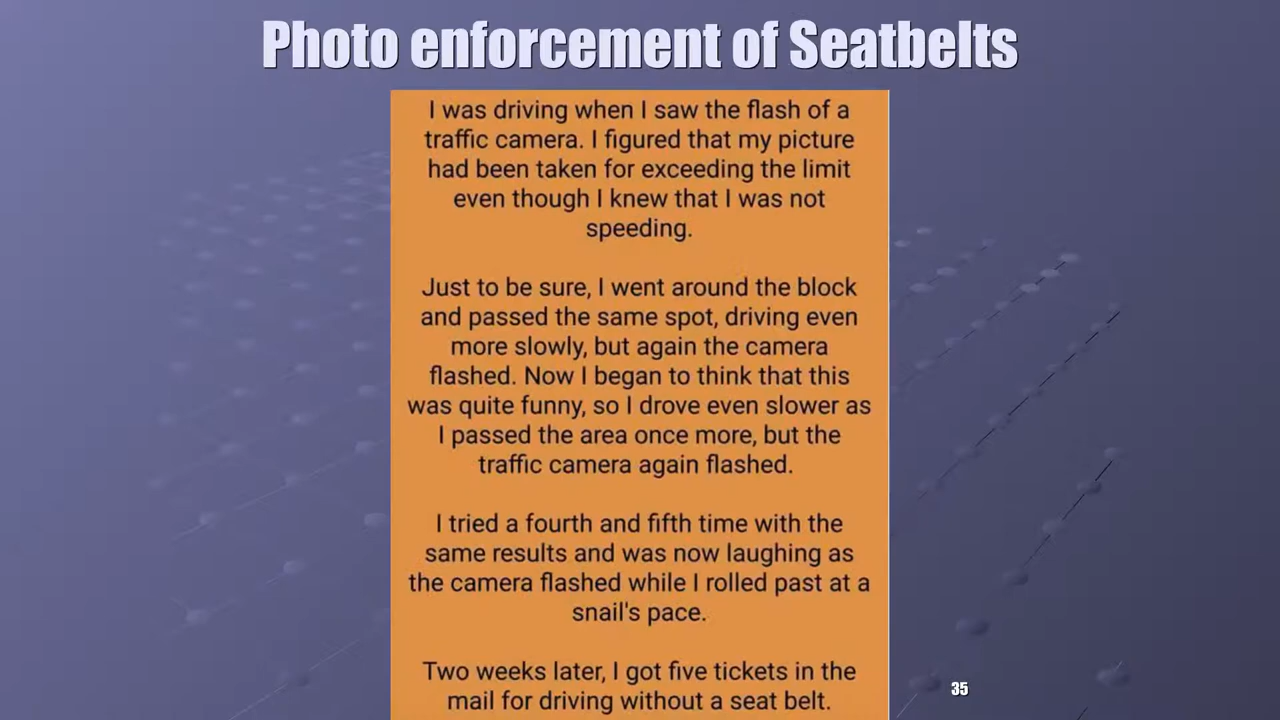 Photo enforcement of Seatbelts
I was driving when I saw the flash of a
traffic camera. I figured that my picture
had been taken for exceeding the limit
even though I knew that I was not
speeding.
Just to be sure, I went around the block
and passed the same spot, driving even
more slowly, but again the camera
flashed. Now I began to think that this
was quite funny, so I drove even slower as
I passed the area once more, but the
traffic camera again flashed.
I tried a fourth and fifth time with the
same results and was now laughing as
the camera flashed while I rolled past at a
snail's pace.
Two weeks later, I got five tickets in the
mail for driving without a seat belt.
35